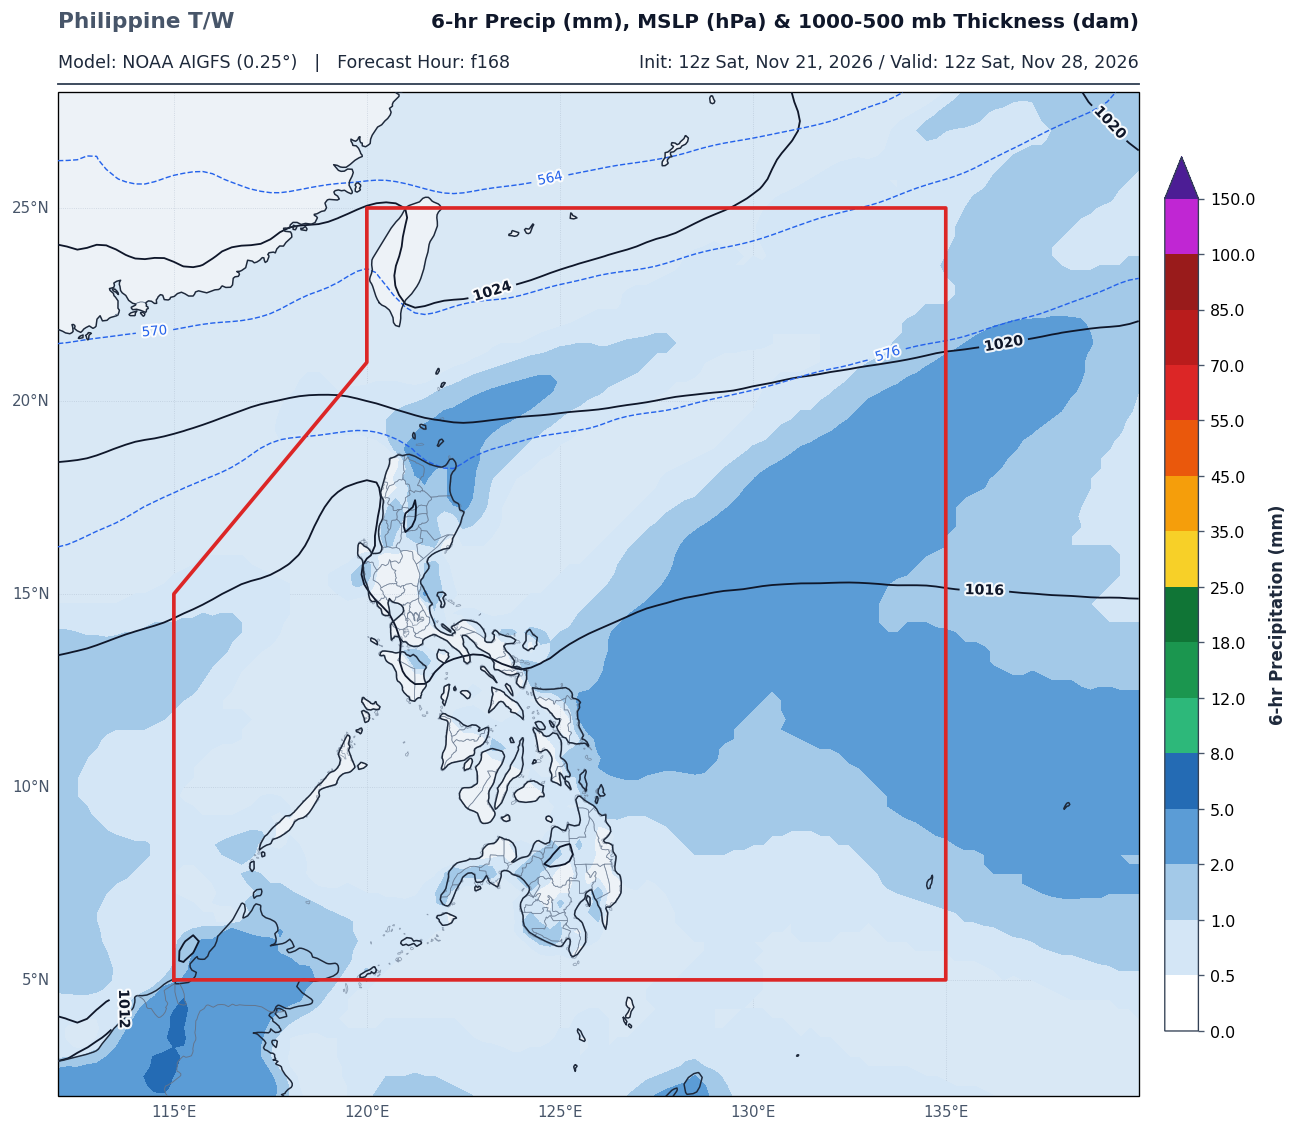 Philippine T/W
6-hr Precip (mm), MSLP (hPa) & 1000-500 mb Thickness (dam)
Model: NOAA AIGFS (0.25°) | Forecast Hour: f168
Init: 12z Sat, Nov 21, 2026 / Valid: 12z Sat, Nov 28, 2026
1020
564
25°N
1024
570
576
1020
20°N
15°N
1016
10°N
5°N
1012
115°E
120°E
125°E
130°E
135°E
150.0
100.0
85.0
70.0
55.0
45.0
35.0
25.0
18.0
12.0
8.0
5.0
2.0
1.0
0.5
0.0
6-hr Precipitation (mm)